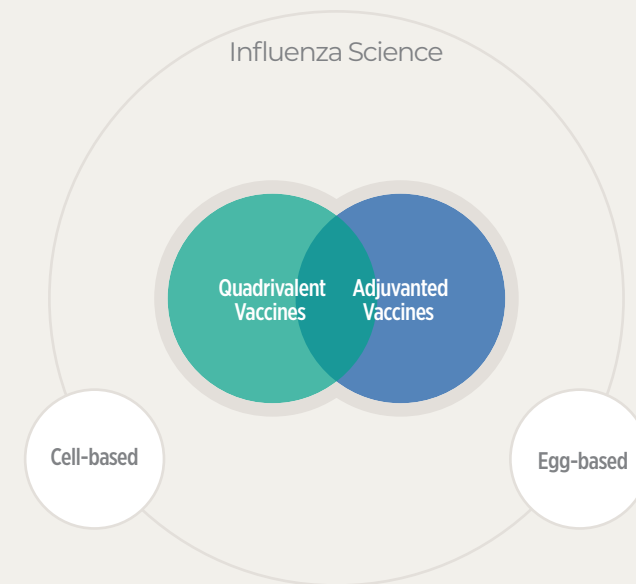 Influenza Science
Quadrivalent
Vaccines
Adjuvanted
Vaccines
Cell-based
Egg-based